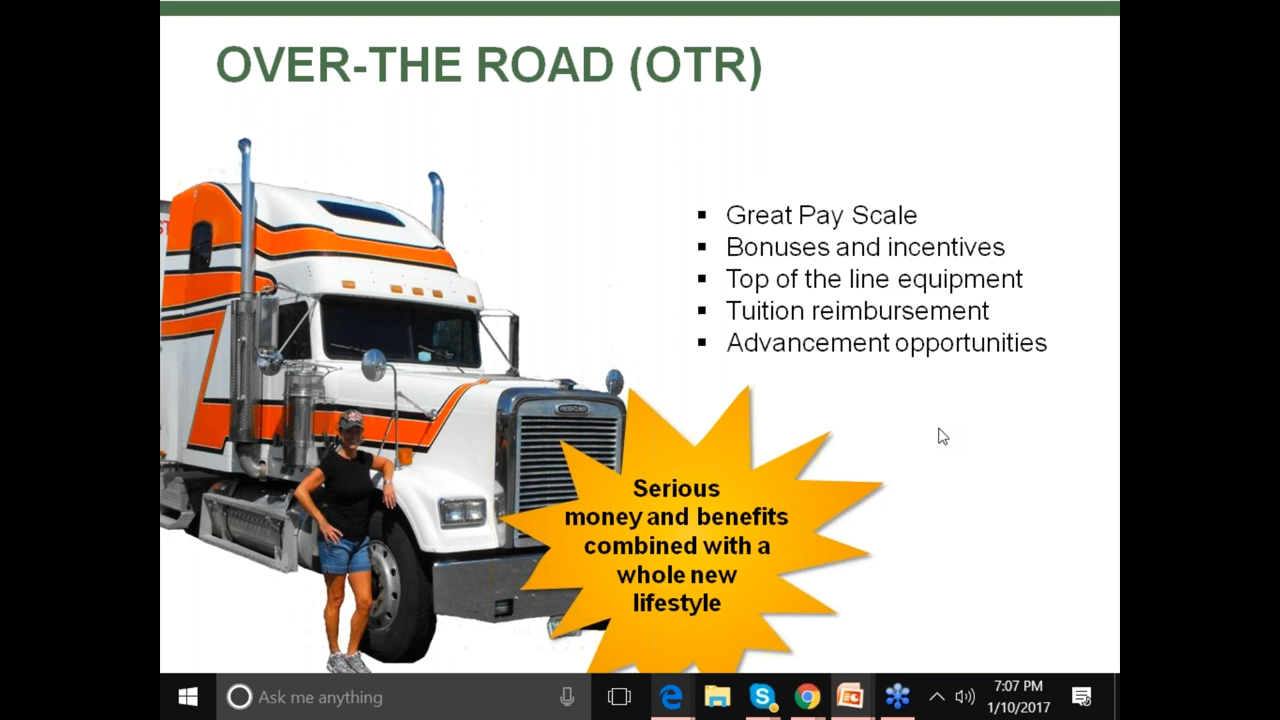 OVER-THE ROAD (OTR)
▪ Great Pay Scale
▪ Bonuses and incentives
▪ Top of the line equipment
▪ Tuition reimbursement
▪ Advancement opportunities
Serious
money and benefits
combined with a
whole new
lifestyle
Ask me anything
7:07 PM
1/10/2017